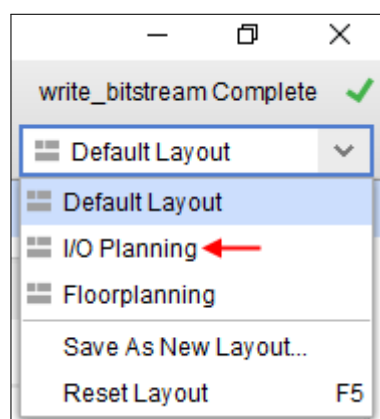 write_bitstream Complete
Default Layout
Default Layout
I/O Planning
Floorplanning
Save As New Layout...
Reset Layout F5